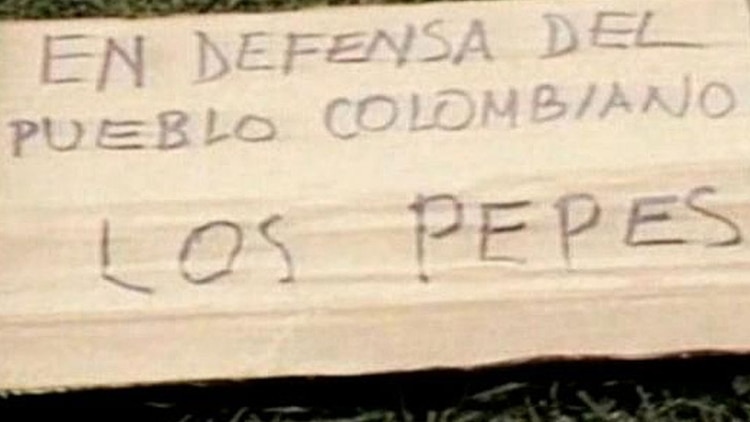 EN DEFENSA DEL
PUEBLO COLOMBIANO
LOS PEPES